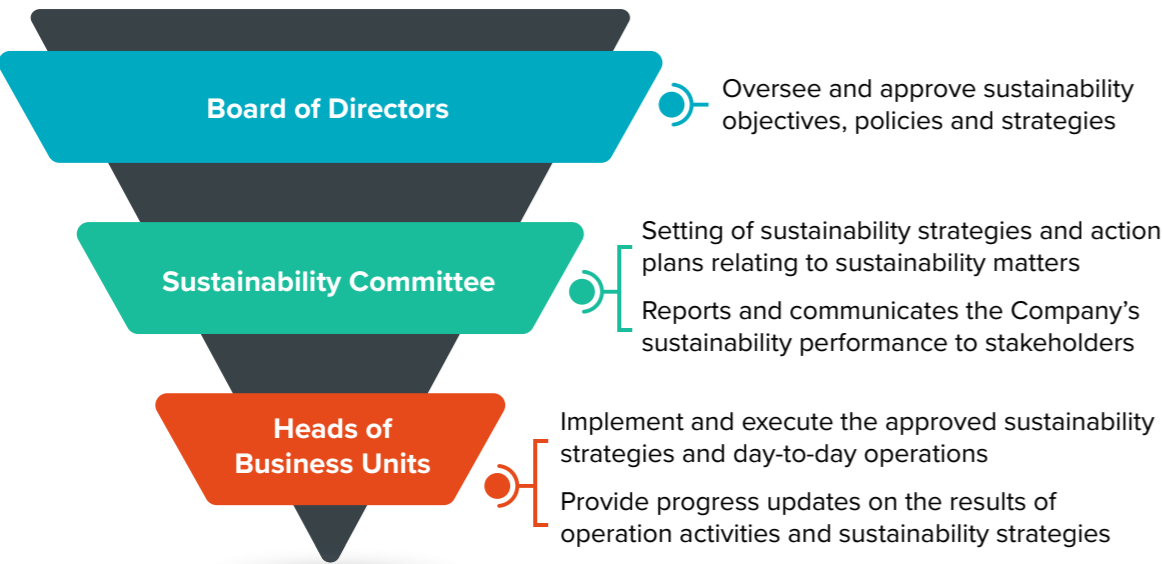 Board of Directors
Oversee and approve sustainability
objectives, policies and strategies
Sustainability Committee
Setting of sustainability strategies and action
plans relating to sustainability matters
Reports and communicates the Company’s
sustainability performance to stakeholders
Heads of
Business Units
Implement and execute the approved sustainability
strategies and day-to-day operations
Provide progress updates on the results of
operation activities and sustainability strategies